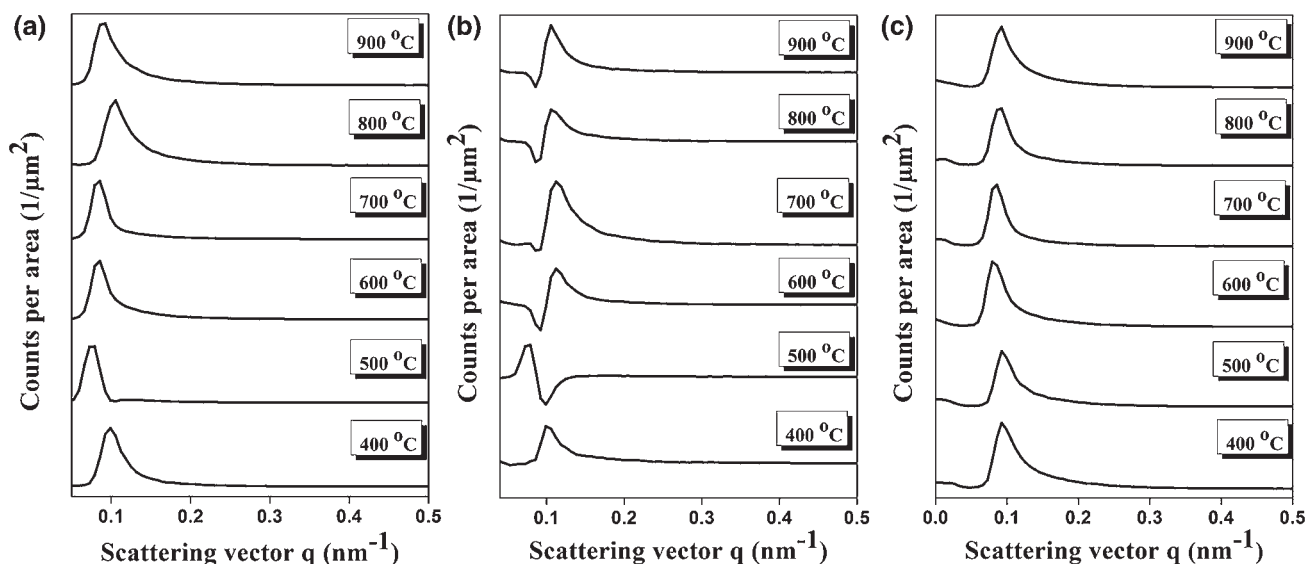 (a)
Counts per area (1/μm²)
900 °C
800 °C
700 °C
600 °C
500 °C
400 °C
0.1 0.2 0.3 0.4 0.5
Scattering vector q (nm⁻¹)
(b)
Counts per area (1/μm²)
900 °C
800 °C
700 °C
600 °C
500 °C
400 °C
0.1 0.2 0.3 0.4 0.5
Scattering vector q (nm⁻¹)
(c)
Counts per area (1/μm²)
900 °C
800 °C
700 °C
600 °C
500 °C
400 °C
0.0 0.1 0.2 0.3 0.4 0.5
Scattering vector q (nm⁻¹)